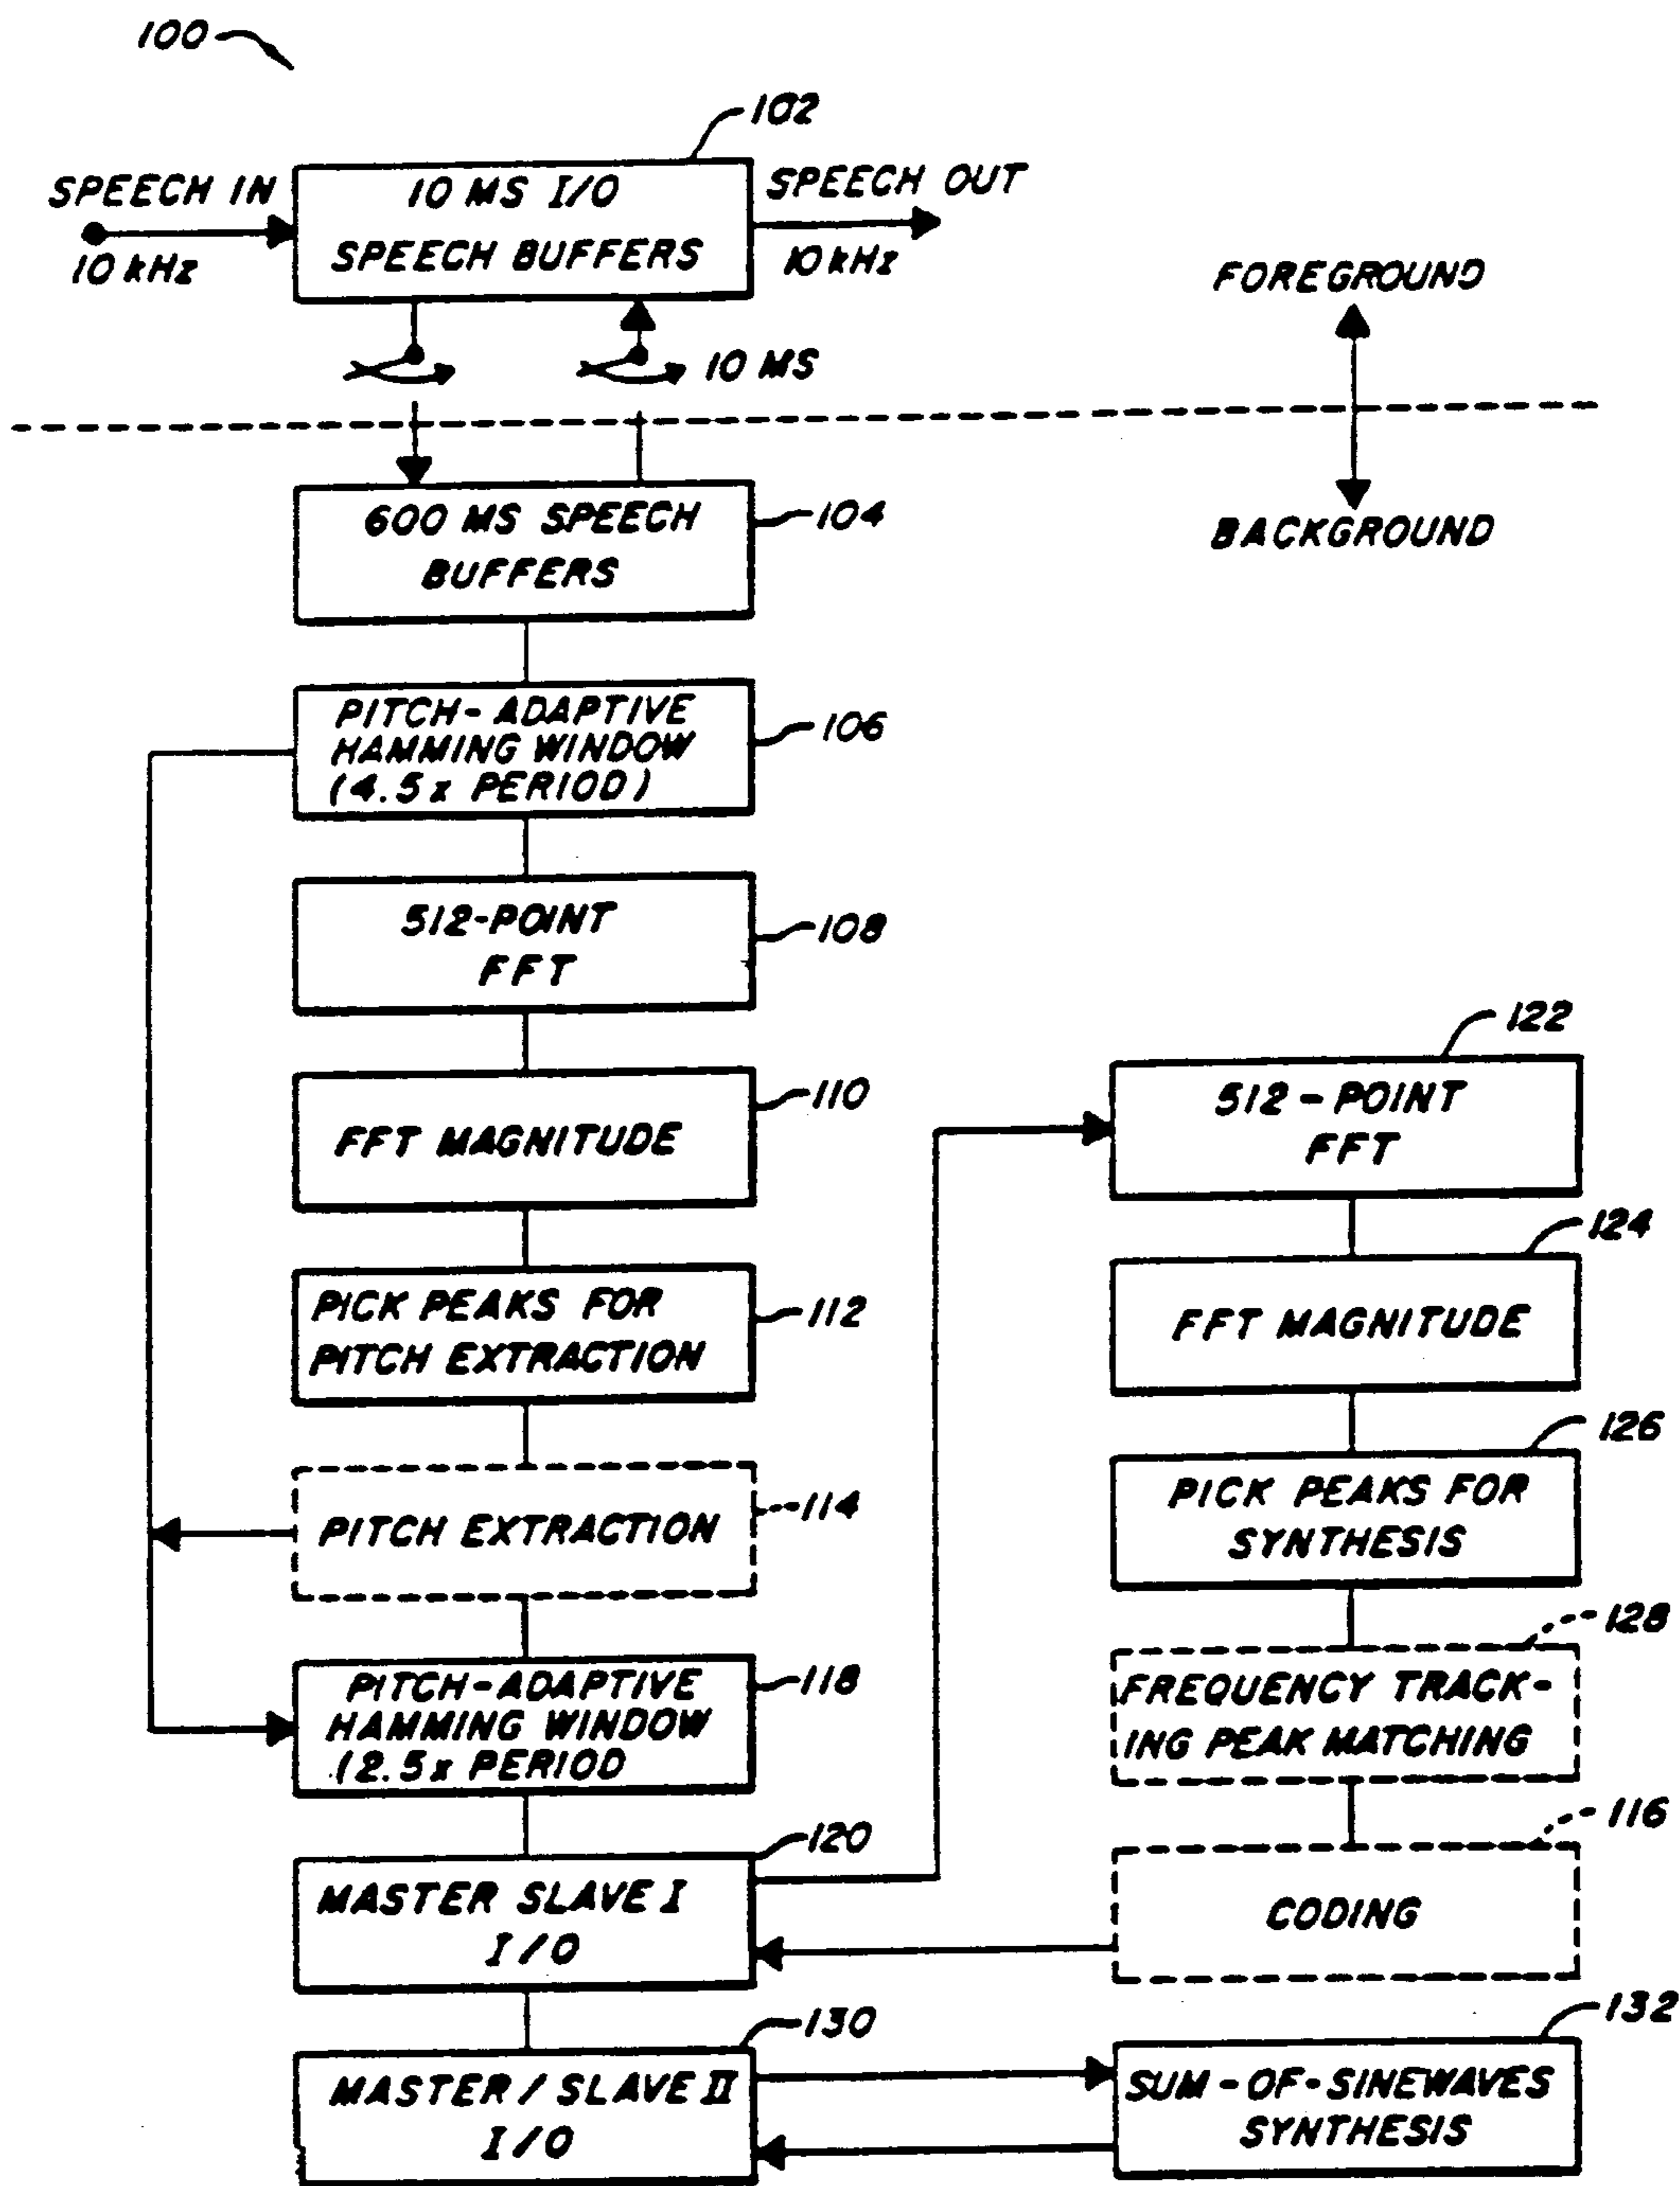 100
102
SPEECH IN
10 kHz
10 MS I/O
SPEECH BUFFERS
SPEECH OUT
10 kHz
10 MS
FOREGROUND
BACKGROUND
600 MS SPEECH
BUFFERS
104
PITCH-ADAPTIVE
HAMMING WINDOW
(4.5x PERIOD)
106
512-POINT
FFT
108
FFT MAGNITUDE
110
PICK PEAKS FOR
PITCH EXTRACTION
112
PITCH EXTRACTION
114
PITCH-ADAPTIVE
HAMMING WINDOW
(2.5x PERIOD
118
MASTER SLAVE I
I/O
120
MASTER / SLAVE II
I/O
130
122
512-POINT
FFT
124
FFT MAGNITUDE
126
PICK PEAKS FOR
SYNTHESIS
128
FREQUENCY TRACK-
ING PEAK MATCHING
116
CODING
132
SUM-OF-SINEWAVES
SYNTHESIS